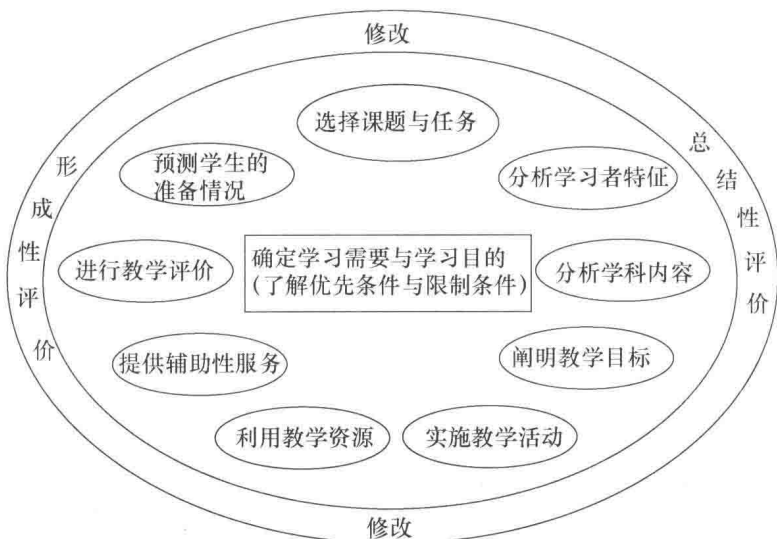 修改
选择课题与任务
预测学生的
准备情况
分析学习者特征
形成性评价
总结性评价
进行教学评价
确定学习需要与学习目的
(了解优先条件与限制条件)
分析学科内容
提供辅助性服务
阐明教学目标
利用教学资源
实施教学活动
修改